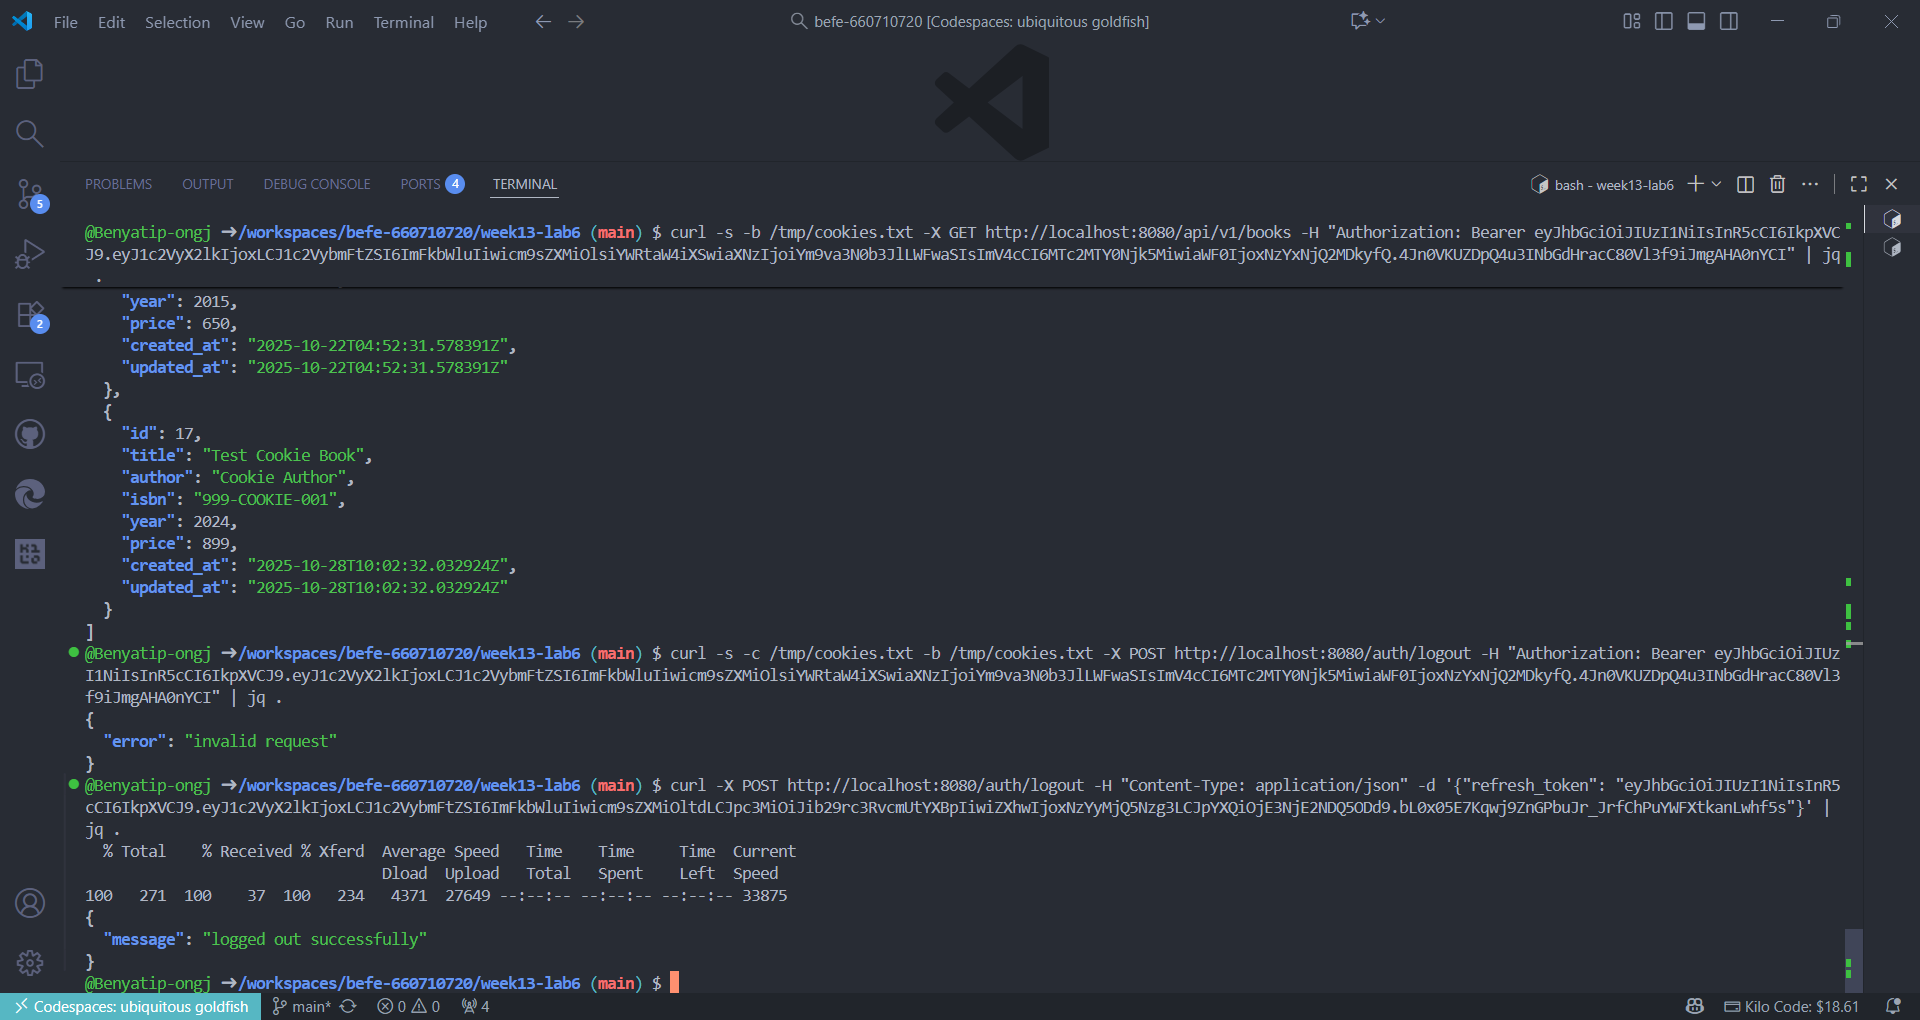 File Edit Selection View Go Run Terminal Help
befe-660710720 [Codespaces: ubiquitous goldfish]
PROBLEMS OUTPUT DEBUG CONSOLE PORTS 4 TERMINAL
bash - week13-lab6
5
2
@Benyatip-ongj →/workspaces/befe-660710720/week13-lab6 (main) $ curl -s -b /tmp/cookies.txt -X GET http://localhost:8080/api/v1/books -H "Authorization: Bearer eyJhbGciOiJIUzI1NiIsInR5cCI6IkpXVC
J9.eyJ1c2VyX2lkIjoxLCJ1c2VybmFtZSI6ImFkbWluIiwicm9sZXMiOlsiYWRtaW4iXSwiaXNzIjoiYm9va3N0b3JlLWFwaSIsImV4cCI6MTc2MTY0Njk5MiwiaWF0IjoxNzYxNjQ2MDkyfQ.4Jn0VKUZDpQ4u3INbGdHracC80Vl3f9iJmgAHA0nYCI" | jq
.
"year": 2015,
"price": 650,
"created_at": "2025-10-22T04:52:31.578391Z",
"updated_at": "2025-10-22T04:52:31.578391Z"
},
{
"id": 17,
"title": "Test Cookie Book",
"author": "Cookie Author",
"isbn": "999-COOKIE-001",
"year": 2024,
"price": 899,
"created_at": "2025-10-28T10:02:32.032924Z",
"updated_at": "2025-10-28T10:02:32.032924Z"
}
]
@Benyatip-ongj →/workspaces/befe-660710720/week13-lab6 (main) $ curl -s -c /tmp/cookies.txt -b /tmp/cookies.txt -X POST http://localhost:8080/auth/logout -H "Authorization: Bearer eyJhbGciOiJIUz
I1NiIsInR5cCI6IkpXVCJ9.eyJ1c2VyX2lkIjoxLCJ1c2VybmFtZSI6ImFkbWluIiwicm9sZXMiOlsiYWRtaW4iXSwiaXNzIjoiYm9va3N0b3JlLWFwaSIsImV4cCI6MTc2MTY0Njk5MiwiaWF0IjoxNzYxNjQ2MDkyfQ.4Jn0VKUZDpQ4u3INbGdHracC80Vl3
f9iJmgAHA0nYCI" | jq .
{
"error": "invalid request"
}
@Benyatip-ongj →/workspaces/befe-660710720/week13-lab6 (main) $ curl -X POST http://localhost:8080/auth/logout -H "Content-Type: application/json" -d '{"refresh_token": "eyJhbGciOiJIUzI1NiIsInR5
cCI6IkpXVCJ9.eyJ1c2VyX2lkIjoxLCJ1c2VybmFtZSI6ImFkbWluIiwicm9sZXMiOltdLCJpc3MiOiJib29rc3RvcmUtYXBpIiwiZXhwIjoxNzYyMjQ5Nzg3LCJpYXQiOjE3NjE2NDQ5ODd9.bL0x05E7Kqwj9ZnGPbuJr_JrfChPuYWFXtkanLwhf5s"}' |
jq .
% Total % Received % Xferd Average Speed Time Time Time Current
Dload Upload Total Spent Left Speed
100 271 100 37 100 234 4371 27649 --:--:-- --:--:-- --:--:-- 33875
{
"message": "logged out successfully"
}
@Benyatip-ongj →/workspaces/befe-660710720/week13-lab6 (main) $
Codespaces: ubiquitous goldfish main* 0 0 4 Kilo Code: $18.61